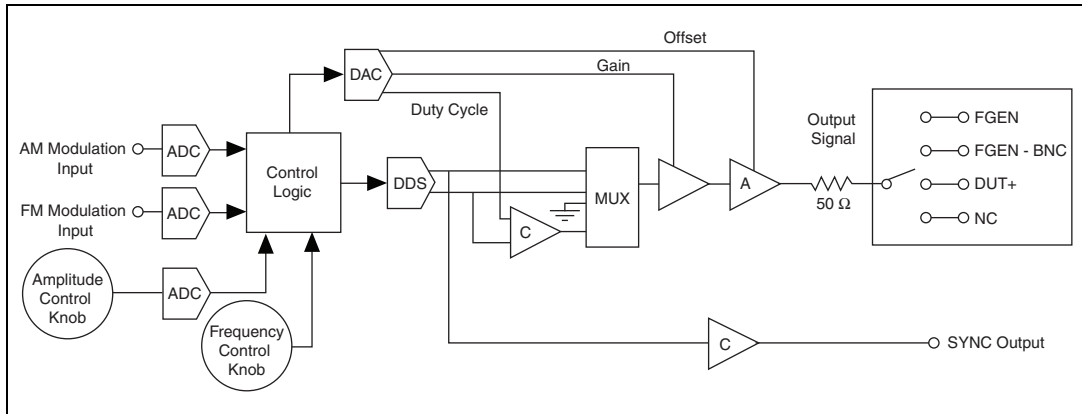 Offset
DAC
Gain
Duty Cycle
Output
Signal
FGEN
AM Modulation
Input
ADC
Control
Logic
FGEN - BNC
DDS
MUX
A
DUT+
50 Ω
FM Modulation
Input
ADC
C
NC
Amplitude
Control
Knob
ADC
Frequency
Control
Knob
C
SYNC Output